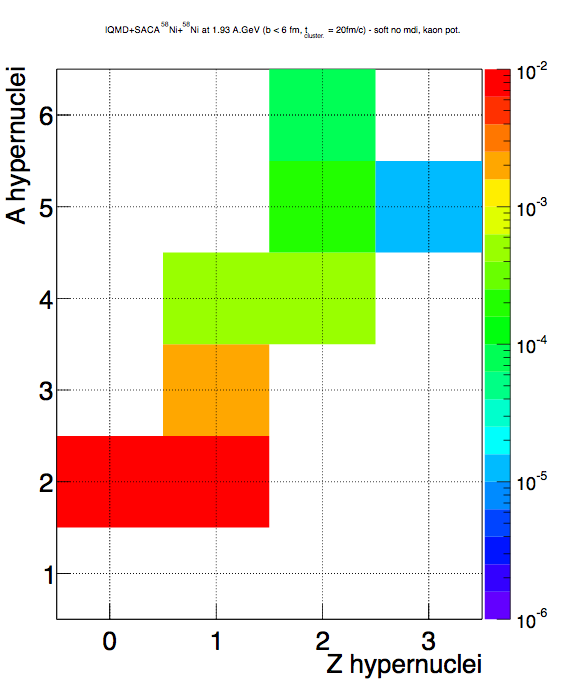 IQMD+SACA ⁵⁸Ni+⁵⁸Ni at 1.93 A.GeV (b < 6 fm, t_cluster. = 20fm/c) - soft no mdi, kaon pot.
A hypernuclei
6
5
4
3
2
1
0 1 2 3
Z hypernuclei
10⁻²
10⁻³
10⁻⁴
10⁻⁵
10⁻⁶